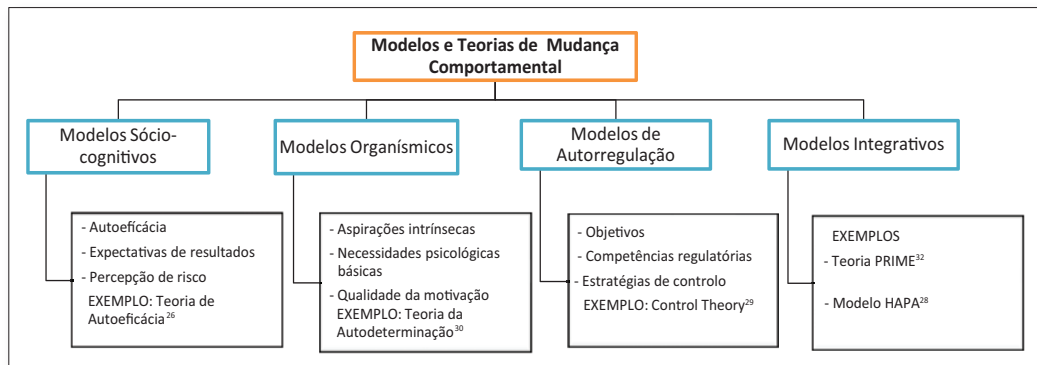 Modelos e Teorias de Mudança
Comportamental
Modelos Sócio-
cognitivos
Modelos Organísmicos
Modelos de
Autorregulação
Modelos Integrativos
- Autoefícácia
- Expectativas de resultados
- Percepção de risco
EXEMPLO: Teoria de
Autoeficácia26
- Aspirações intrínsecas
- Necessidades psicológicas
básicas
- Qualidade da motivação
EXEMPLO: Teoria da
Autodeterminação30
- Objetivos
- Competências regulatórias
- Estratégias de controlo
EXEMPLO: Control Theory29
EXEMPLOS
- Teoria PRIME32
- Modelo HAPA28